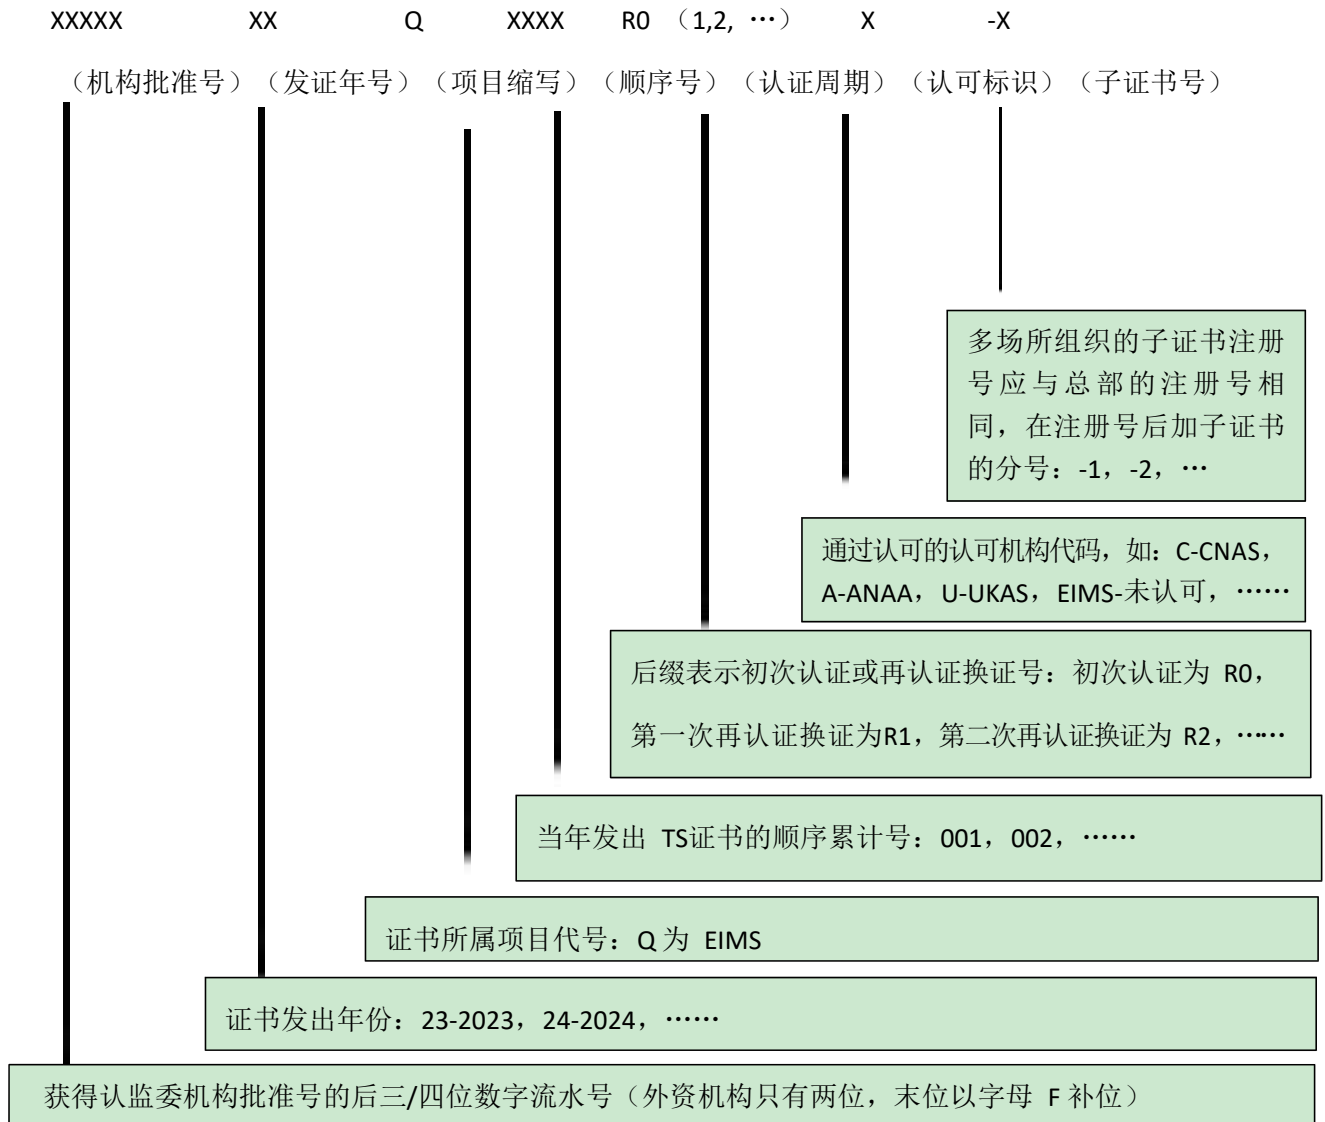 XXXXX XX Q XXXX R0 （1,2, …） X -X
（机构批准号）（发证年号）（项目缩写）（顺序号）（认证周期）（认可标识）（子证书号）
多场所组织的子证书注册
号应与总部的注册号相
同，在注册号后加子证书
的分号：-1，-2，…
通过认可的认可机构代码，如：C-CNAS，
A-ANAA，U-UKAS，EIMS-未认可，……
后缀表示初次认证或再认证换证号：初次认证为 R0，
第一次再认证换证为R1，第二次再认证换证为 R2，……
当年发出 TS证书的顺序累计号：001，002，……
证书所属项目代号：Q 为 EIMS
证书发出年份：23-2023，24-2024，……
获得认监委机构批准号的后三/四位数字流水号（外资机构只有两位，末位以字母 F 补位）